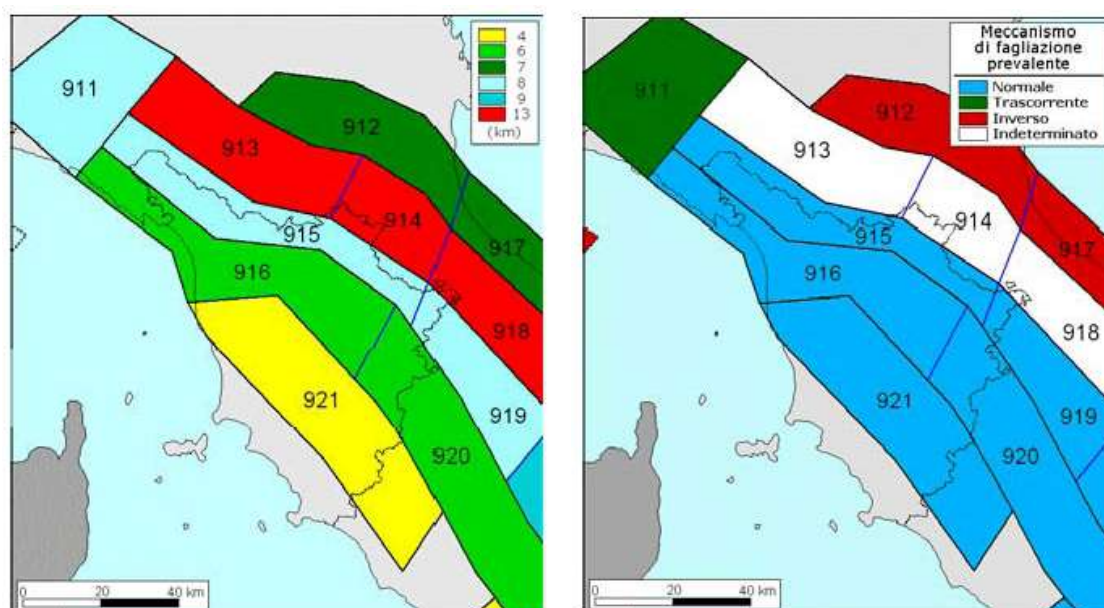 4
6
7
8
9
13
(km)
911
912
913
914
915
916
917
918
919
920
921
0 20 40 km
Meccanismo
di fagliazione
prevalente
Normale
Trascorrente
Inverso
Indeterminato
911
912
913
914
915
916
917
918
919
920
921
0 20 40 km